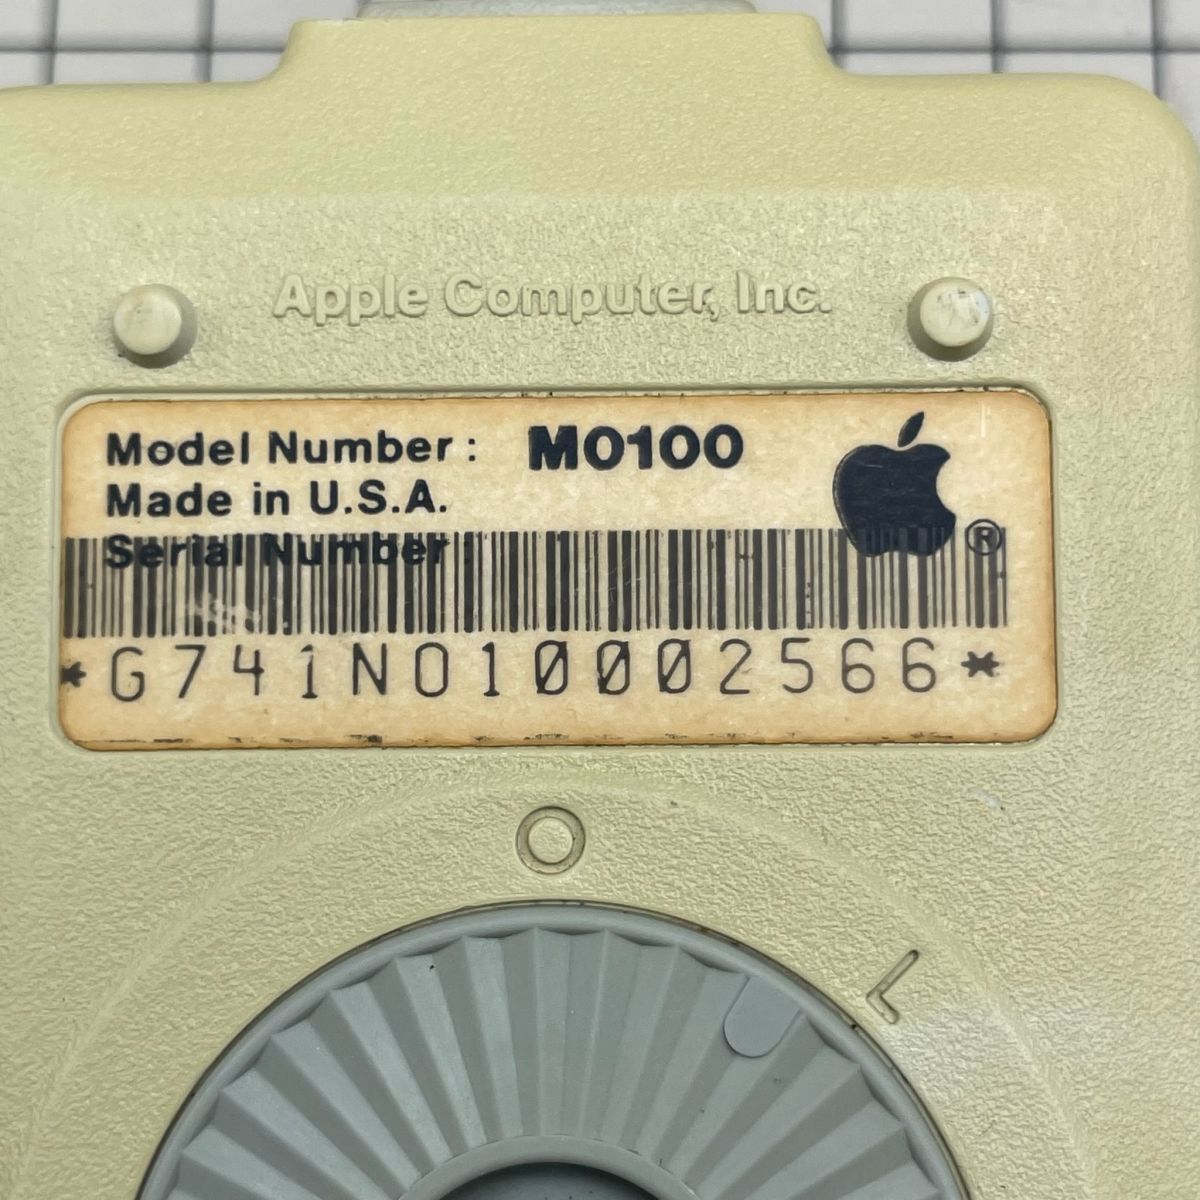 Apple Computer, Inc.
Model Number: M0100
Made in U.S.A.
Serial Number:
®
*G741N010002566*
O
L